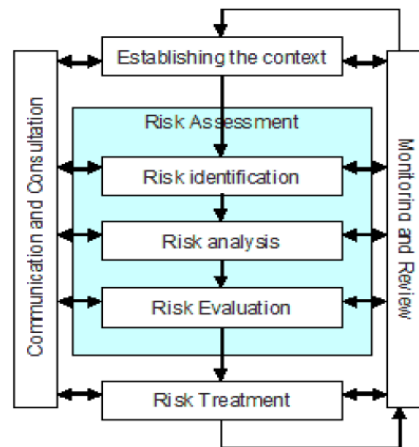 Establishing the context
Risk Assessment
Risk identification
Risk analysis
Risk Evaluation
Risk Treatment
Communication and Consultation
Monitoring and Review